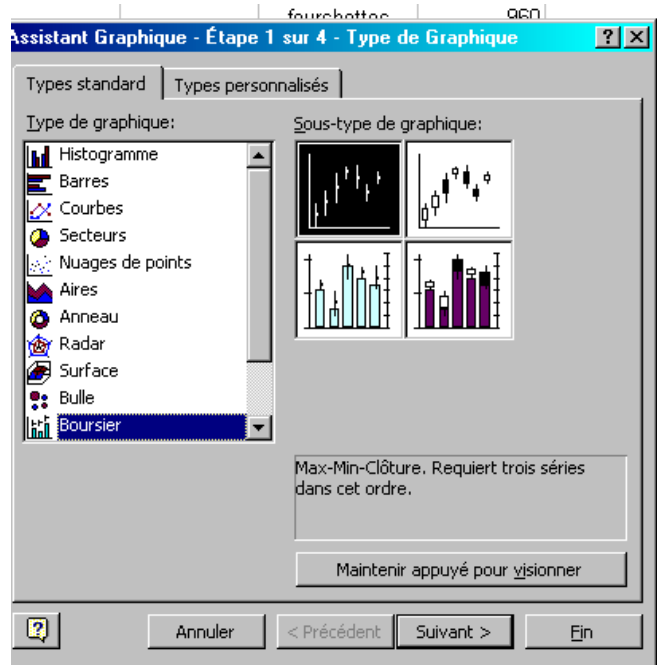 fourchettes 960
Assistant Graphique - Étape 1 sur 4 - Type de Graphique
Types standard Types personnalisés
Type de graphique:
Sous-type de graphique:
Histogramme
Barres
Courbes
Secteurs
Nuages de points
Aires
Anneau
Radar
Surface
Bulle
Boursier
Max-Min-Clôture. Requiert trois séries
dans cet ordre.
Maintenir appuyé pour visionner
Annuler < Précédent Suivant > Fin